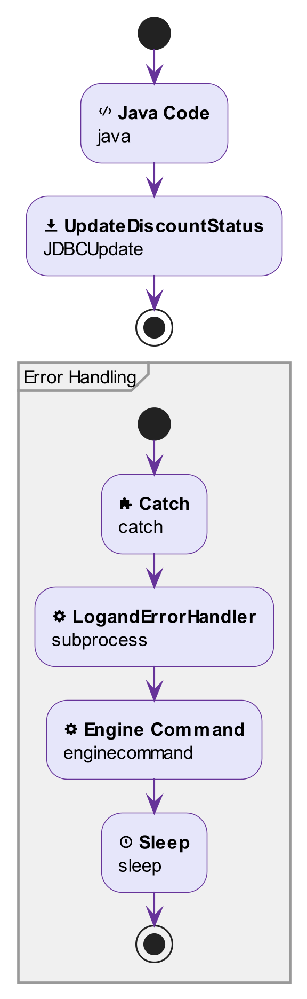 Java Code
java
UpdateDiscountStatus
JDBCUpdate
Error Handling
Catch
catch
LogandErrorHandler
subprocess
Engine Command
enginecommand
Sleep
sleep